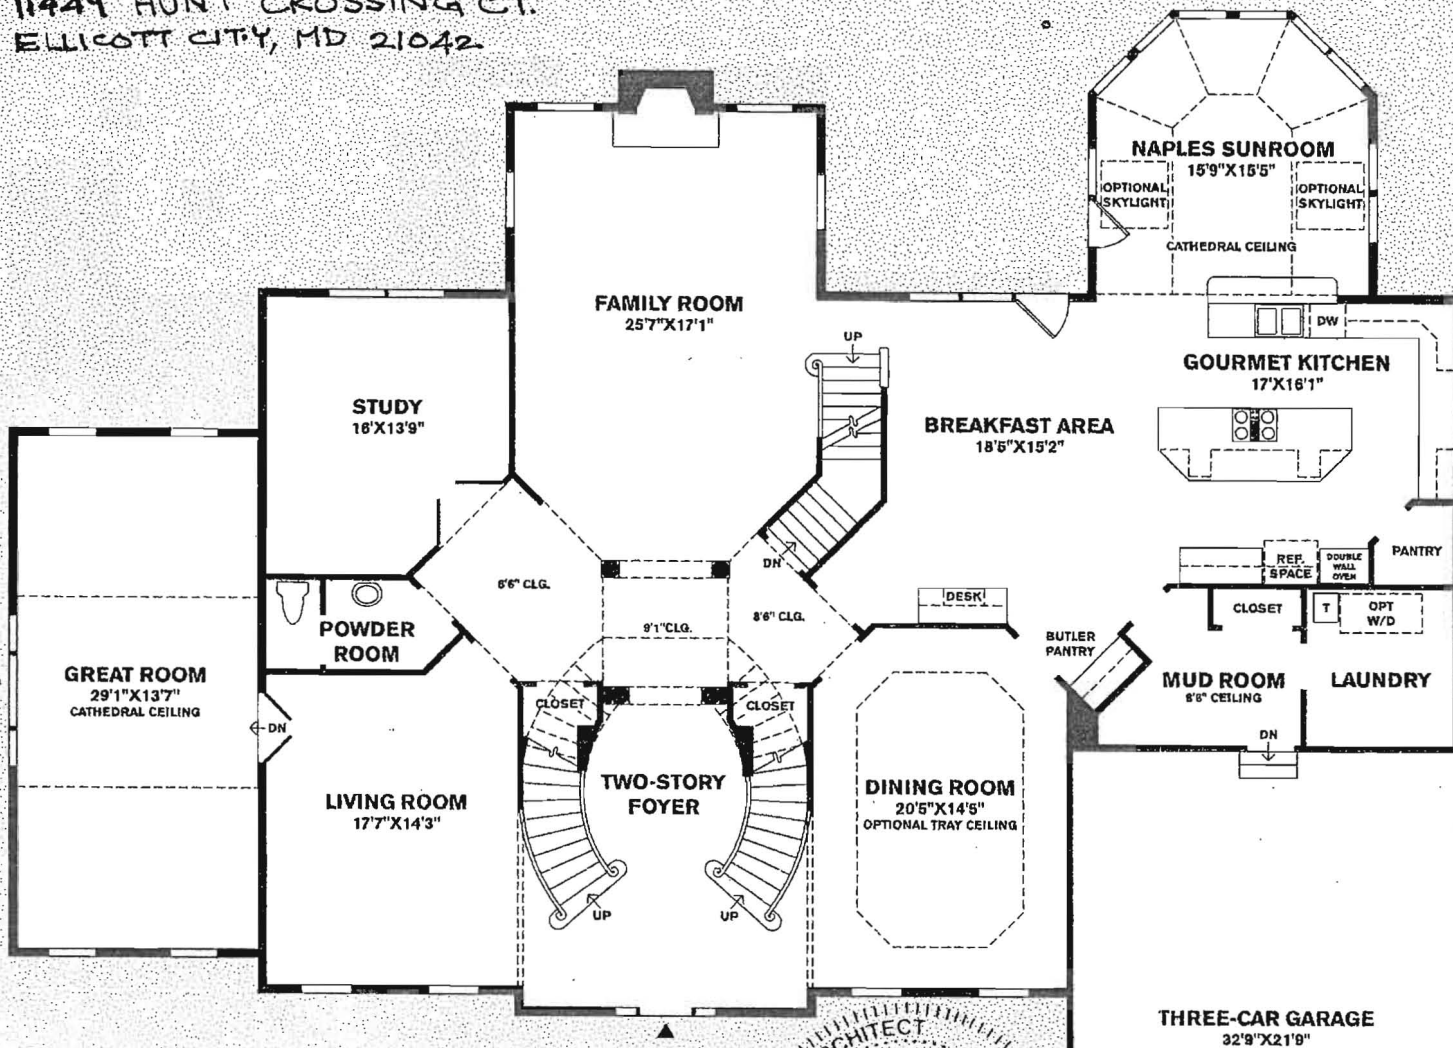 11449 HUNT CROSSING CT.
ELLICOTT CITY, MD 21042
NAPLES SUNROOM
15'9"X15'5"
OPTIONAL SKYLIGHT
OPTIONAL SKYLIGHT
CATHEDRAL CEILING
FAMILY ROOM
25'7"X17'1"
UP
DW
GOURMET KITCHEN
17'X16'1"
STUDY
16'X13'9"
BREAKFAST AREA
18'5"X15'2"
DN
REF. SPACE
DOUBLE WALL OVEN
PANTRY
6'6" CLG.
9'1"CLG.
8'6" CLG.
DESK
CLOSET
T
OPT W/D
POWDER ROOM
BUTLER PANTRY
GREAT ROOM
29'1"X13'7"
CATHEDRAL CEILING
MUD ROOM
8'8" CEILING
LAUNDRY
CLOSET
CLOSET
DN
DN
LIVING ROOM
17'7"X14'3"
TWO-STORY
FOYER
DINING ROOM
20'5"X14'5"
OPTIONAL TRAY CEILING
UP
UP
THREE-CAR GARAGE
32'9"X21'9"